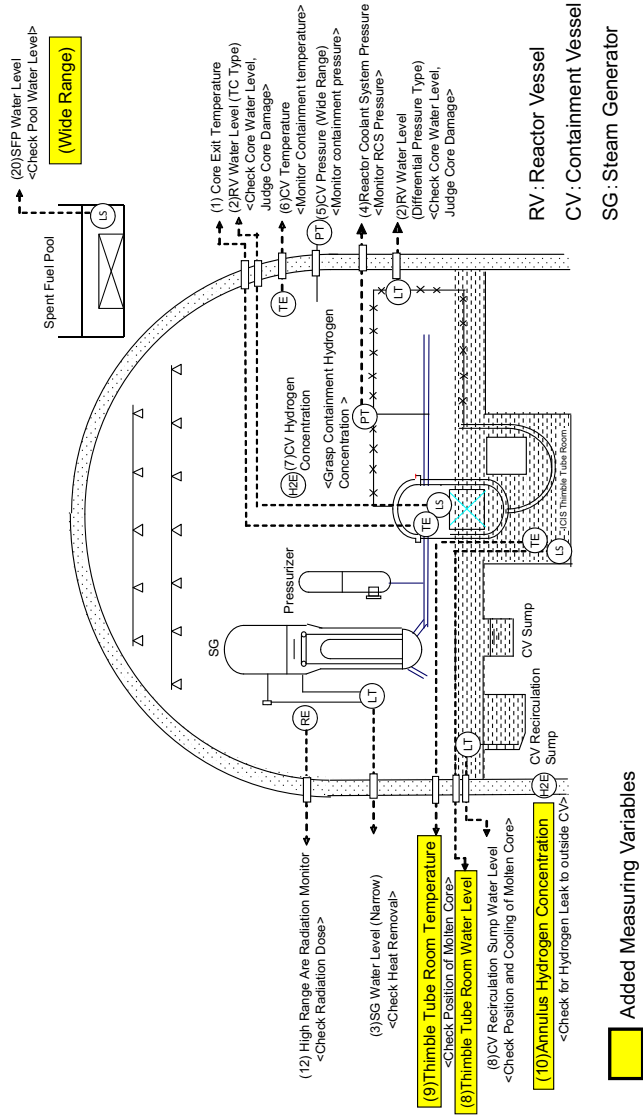 (20)SFP Water Level
<Check Pool Water Level>
(Wide Range)
Spent Fuel Pool
LS
(1) Core Exit Temperature
(2)RV Water Level (TC Type)
<Check Core Water Level,
Judge Core Damage>
(6)CV Temperature
<Monitor Containment temperature>
(5)CV Pressure (Wide Range)
<Monitor containment pressure>
(4)Reactor Coolant System Pressure
<Monitor RCS Pressure>
(2)RV Water Level
(Differential Pressure Type)
<Check Core Water Level,
Judge Core Damage>
TE
PT
LT
H2E
(7)CV Hydrogen
Concentration
<Grasp Containment Hydrogen
Concentration >
PT
TE
LS
ICIS Thimble Tube Room
TE
LS
Pressurizer
SG
RE
LT
CV Sump
CV Recirculation
Sump
LT
H2E
(12) High Range Are Radiation Monitor
<Check Radiation Dose>
(3)SG Water Level (Narrow)
<Check Heat Removal>
(9)Thimble Tube Room Temperature
<Check Position of Molten Core>
(8)Thimble Tube Room Water Level
(8)CV Recirculation Sump Water Level
<Check Position and Cooling of Molten Core>
(10)Annulus Hydrogen Concentration
<Check for Hydrogen Leak to outside CV>
RV : Reactor Vessel
CV : Containment Vessel
SG : Steam Generator
Added Measuring Variables